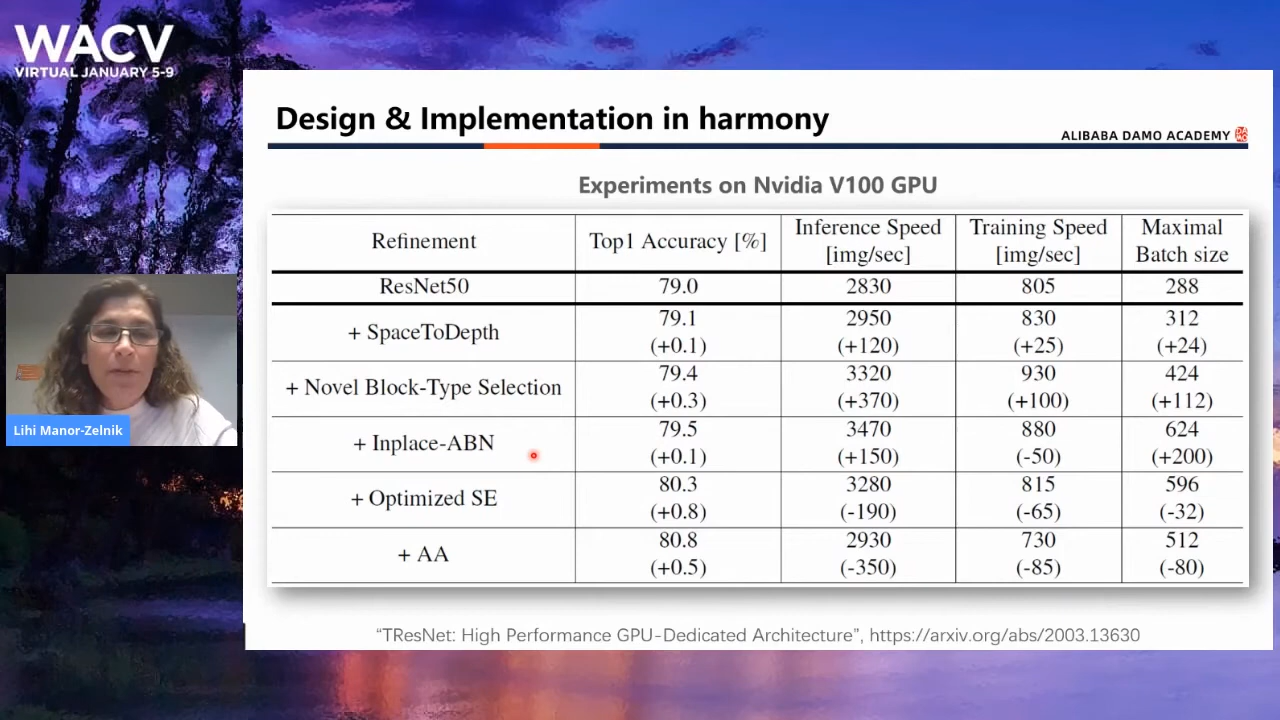 WACV
VIRTUAL JANUARY 5-9
Design & Implementation in harmony
ALIBABA DAMO ACADEMY
Experiments on Nvidia V100 GPU
Refinement Top1 Accuracy [%] Inference Speed [img/sec] Training Speed [img/sec] Maximal Batch size
ResNet50 79.0 2830 805 288
+ SpaceToDepth 79.1 (+0.1) 2950 (+120) 830 (+25) 312 (+24)
+ Novel Block-Type Selection 79.4 (+0.3) 3320 (+370) 930 (+100) 424 (+112)
+ Inplace-ABN 79.5 (+0.1) 3470 (+150) 880 (-50) 624 (+200)
+ Optimized SE 80.3 (+0.8) 3280 (-190) 815 (-65) 596 (-32)
+ AA 80.8 (+0.5) 2930 (-350) 730 (-85) 512 (-80)
"TResNet: High Performance GPU-Dedicated Architecture", https://arxiv.org/abs/2003.13630
Lihi Manor-Zelnik